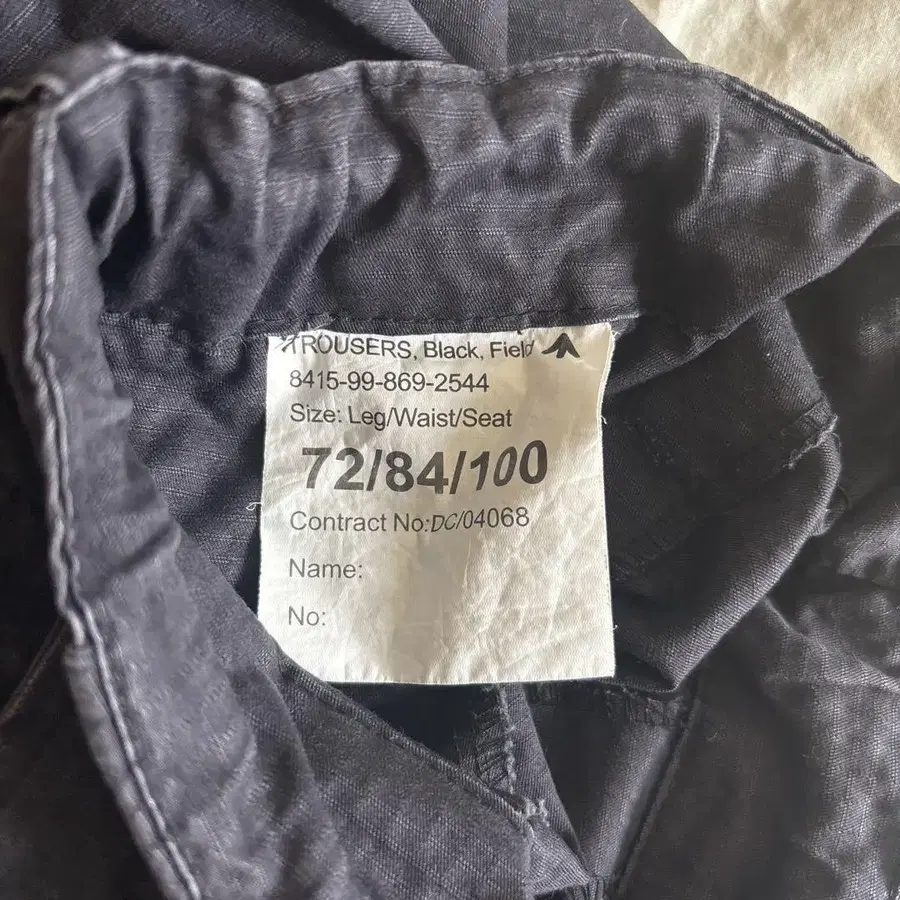 TROUSERS, Black, Field
8415-99-869-2544
Size: Leg/Waist/Seat
72/84/100
Contract No:DC/04068
Name:
No: